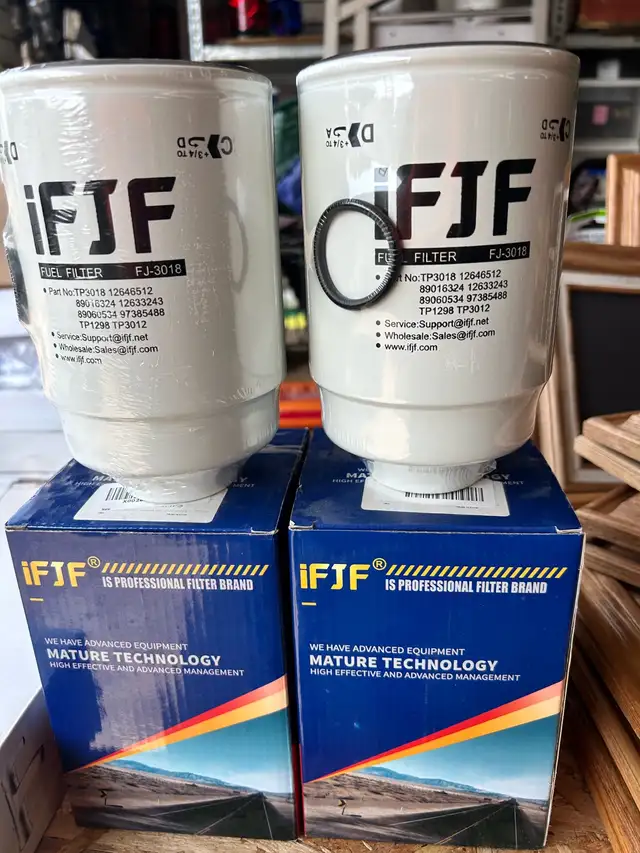 iFJF
FUEL FILTER FJ-3018
Part No:TP3018 12646512
89016324 12633243
89060534 97385488
TP1298 TP3012
Service:Support@ifjf.net
Wholesale:Sales@ifjf.com
www.ifjf.com
iFJF
FUEL FILTER FJ-3018
Part No:TP3018 12646512
89016324 12633243
89060534 97385488
TP1298 TP3012
Service:Support@ifjf.net
Wholesale:Sales@ifjf.com
www.ifjf.com
iFJF®
IS PROFESSIONAL FILTER BRAND
WE HAVE ADVANCED EQUIPMENT
MATURE TECHNOLOGY
HIGH EFFECTIVE AND ADVANCED MANAGEMENT
iFJF®
IS PROFESSIONAL FILTER BRAND
WE HAVE ADVANCED EQUIPMENT
MATURE TECHNOLOGY
HIGH EFFECTIVE AND ADVANCED MANAGEMENT